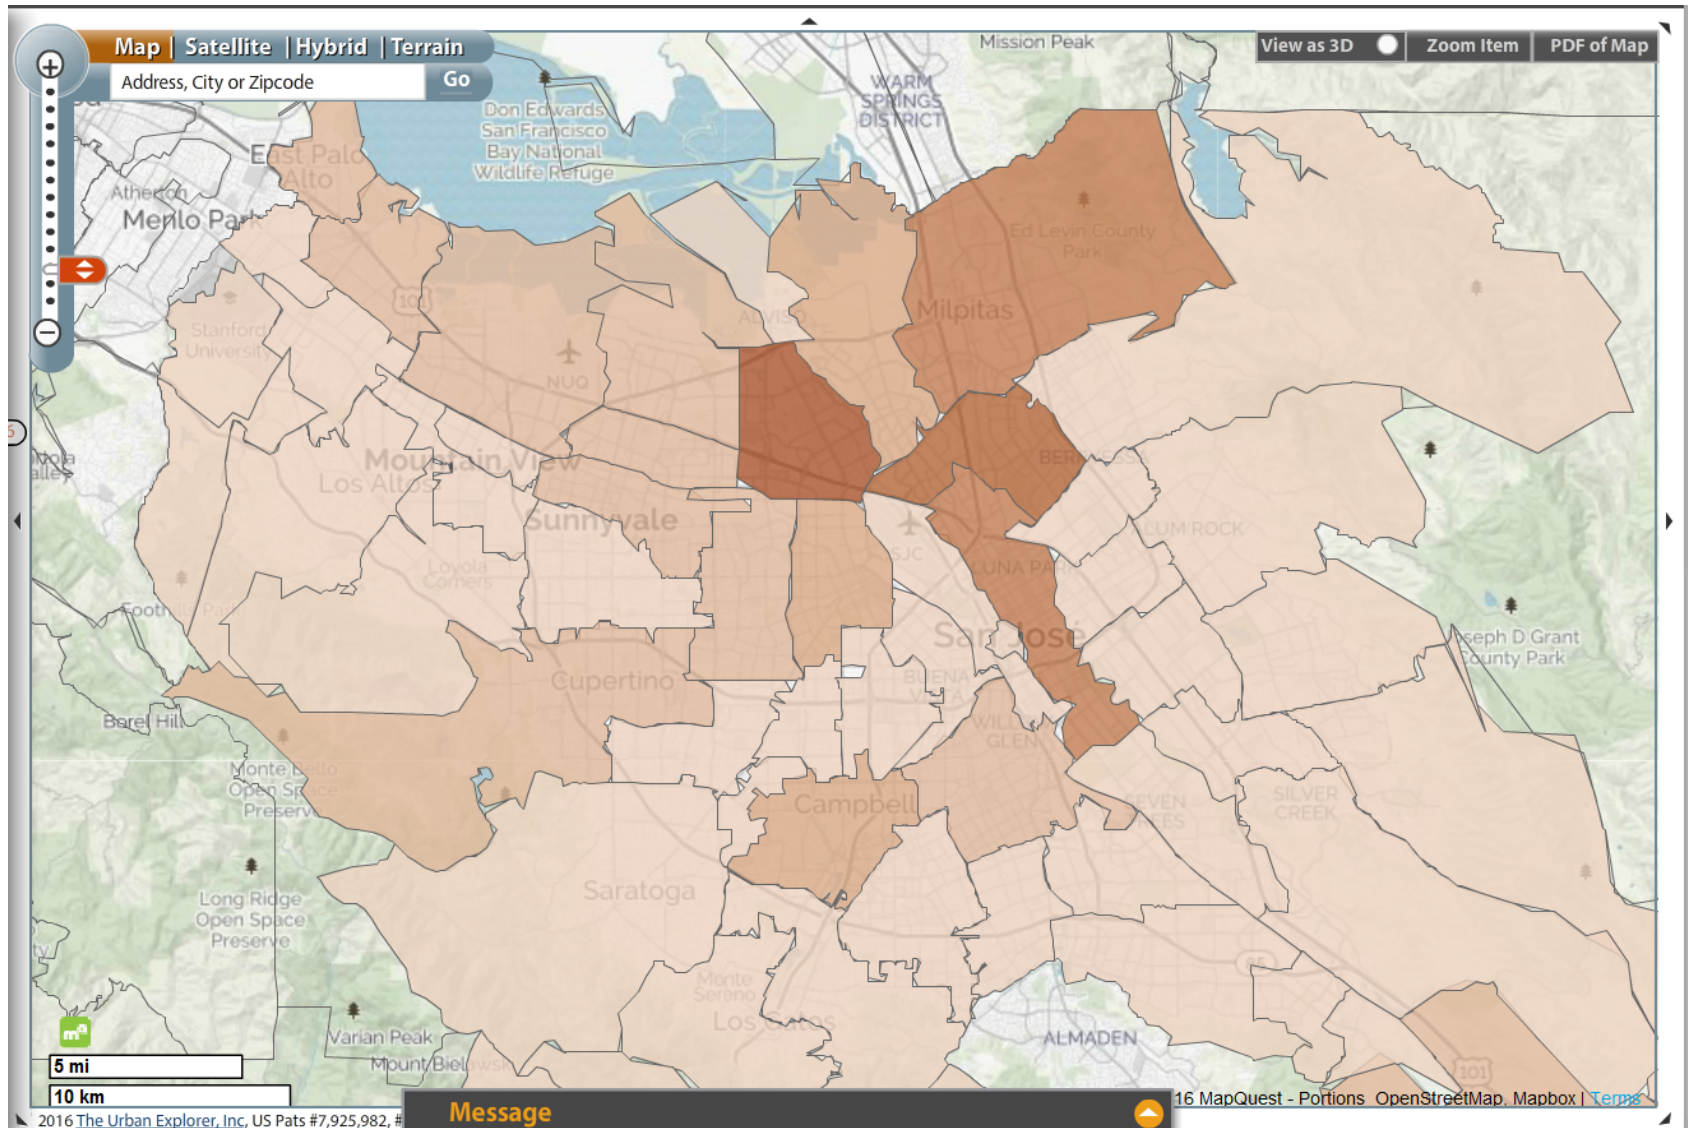 Map | Satellite | Hybrid | Terrain
Address, City or Zipcode
Go
View as 3D
Zoom Item
PDF of Map
Mission Peak
WARM
SPRINGS
DISTRICT
Don Edwards
San Francisco
Bay National
Wildlife Refuge
East Palo
Alto
Atherton
Menlo Park
Ed Levin County
Park
101
Milpitas
ALVISO
Stanford
University
NUQ
Mountain View
Los Altos
BERRYESSA
Sunnyvale
SJC
ALUM ROCK
Loyola
Corners
LUNA PARK
Foothills Park
San José
Joseph D Grant
County Park
Cupertino
BUENA
VISTA
Borel Hill
WILLOW
GLEN
Monte Bello
Open Space
Preserve
Campbell
SEVEN
TREES
SILVER
CREEK
Long Ridge
Open Space
Preserve
Saratoga
85
Monte
Sereno
Los Gatos
Varian Peak
ALMADEN
Mount Bielawski
101
5 mi
10 km
Message
16 MapQuest - Portions OpenStreetMap, Mapbox | Terms
2016 The Urban Explorer, Inc, US Pats #7,925,982, #